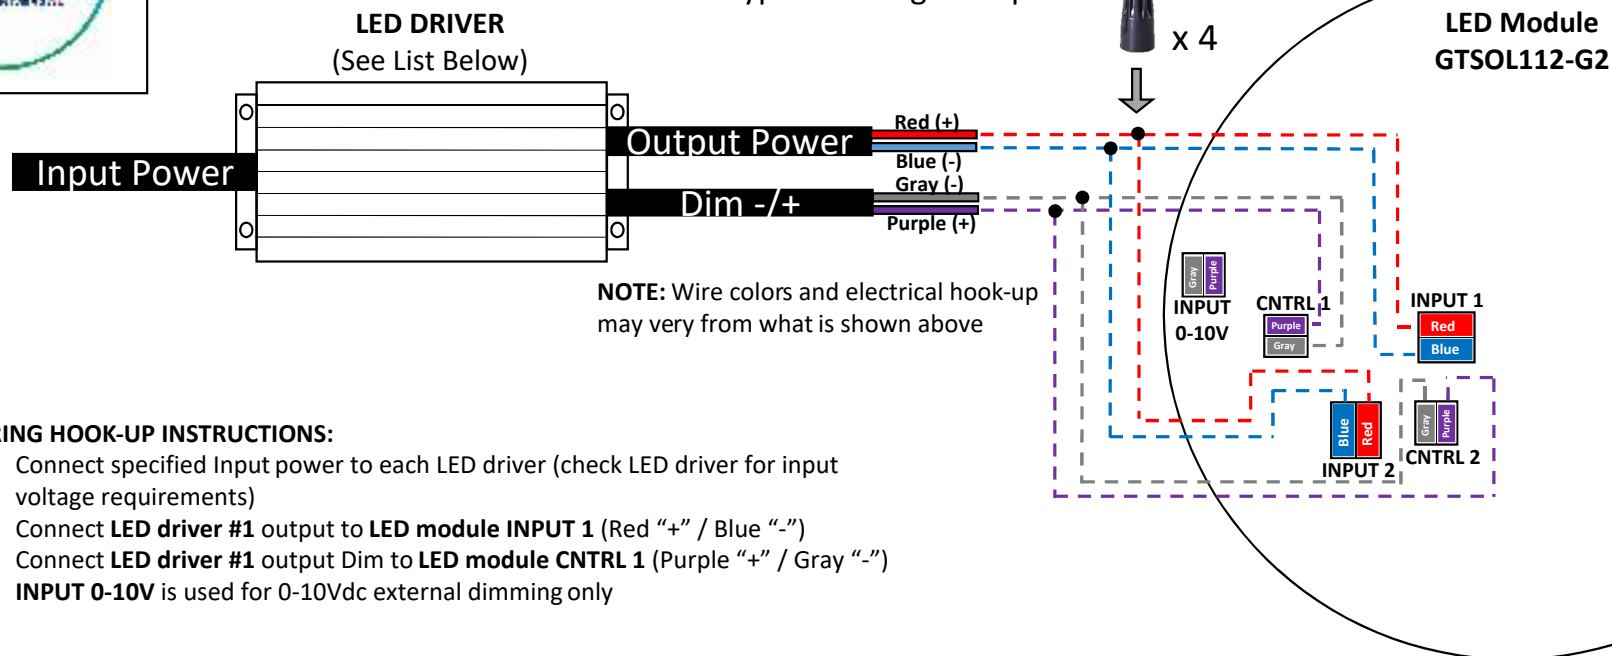 LED DRIVER
(See List Below)
x 4
LED Module
GTSOL112-G2
Input Power
Output Power
Dim -/+
Red (+)
Blue (-)
Gray (-)
Purple (+)
NOTE: Wire colors and electrical hook-up
may very from what is shown above
Gray
Purple
INPUT
0-10V
CNTRL 1
Purple
Gray
INPUT 1
Red
Blue
Blue
Red
INPUT 2
Gray
Purple
CNTRL 2
RING HOOK-UP INSTRUCTIONS:
Connect specified Input power to each LED driver (check LED driver for input
voltage requirements)
Connect LED driver #1 output to LED module INPUT 1 (Red “+” / Blue “-”)
Connect LED driver #1 output Dim to LED module CNTRL 1 (Purple “+” / Gray “-”)
INPUT 0-10V is used for 0-10Vdc external dimming only